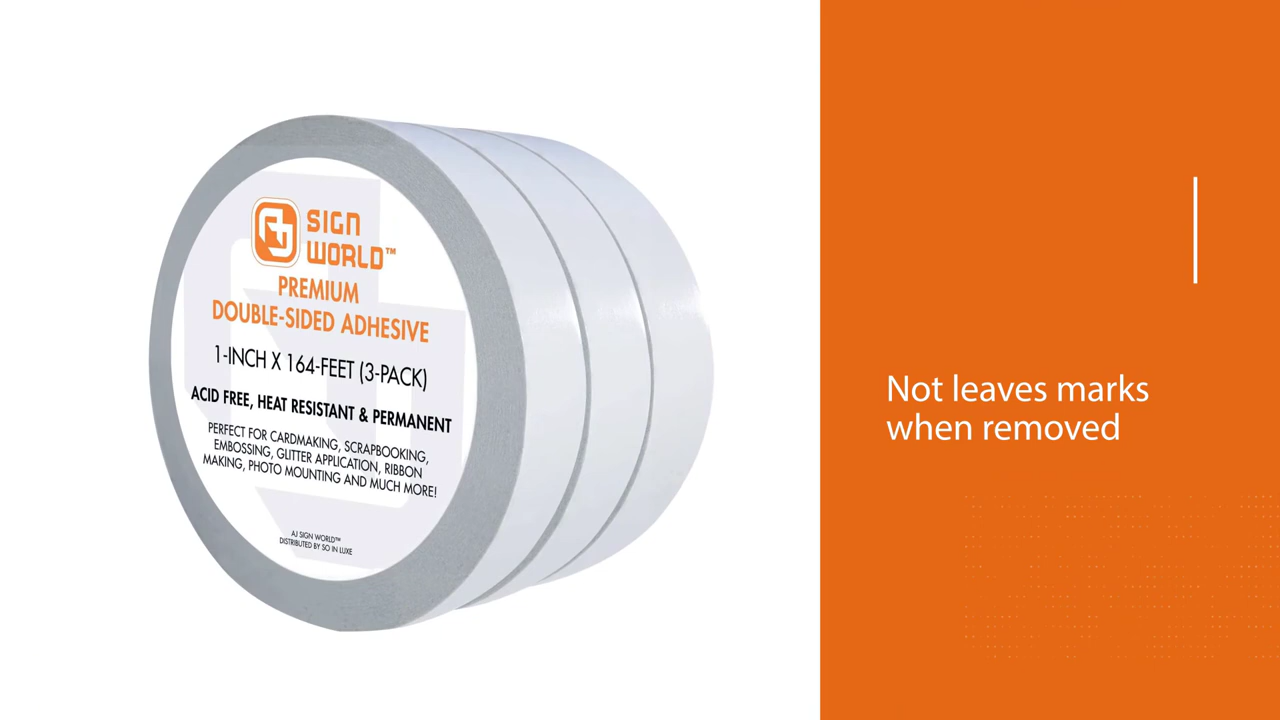 SIGN
WORLD™
PREMIUM
DOUBLE-SIDED ADHESIVE
1-INCH X 164-FEET (3-PACK)
ACID FREE, HEAT RESISTANT & PERMANENT
PERFECT FOR CARDMAKING, SCRAPBOOKING,
EMBOSSING, GLITTER APPLICATION, RIBBON
MAKING, PHOTO MOUNTING AND MUCH MORE!
AJ SIGN WORLD™
DISTRIBUTED BY SO IN LUXE
Not leaves marks
when removed